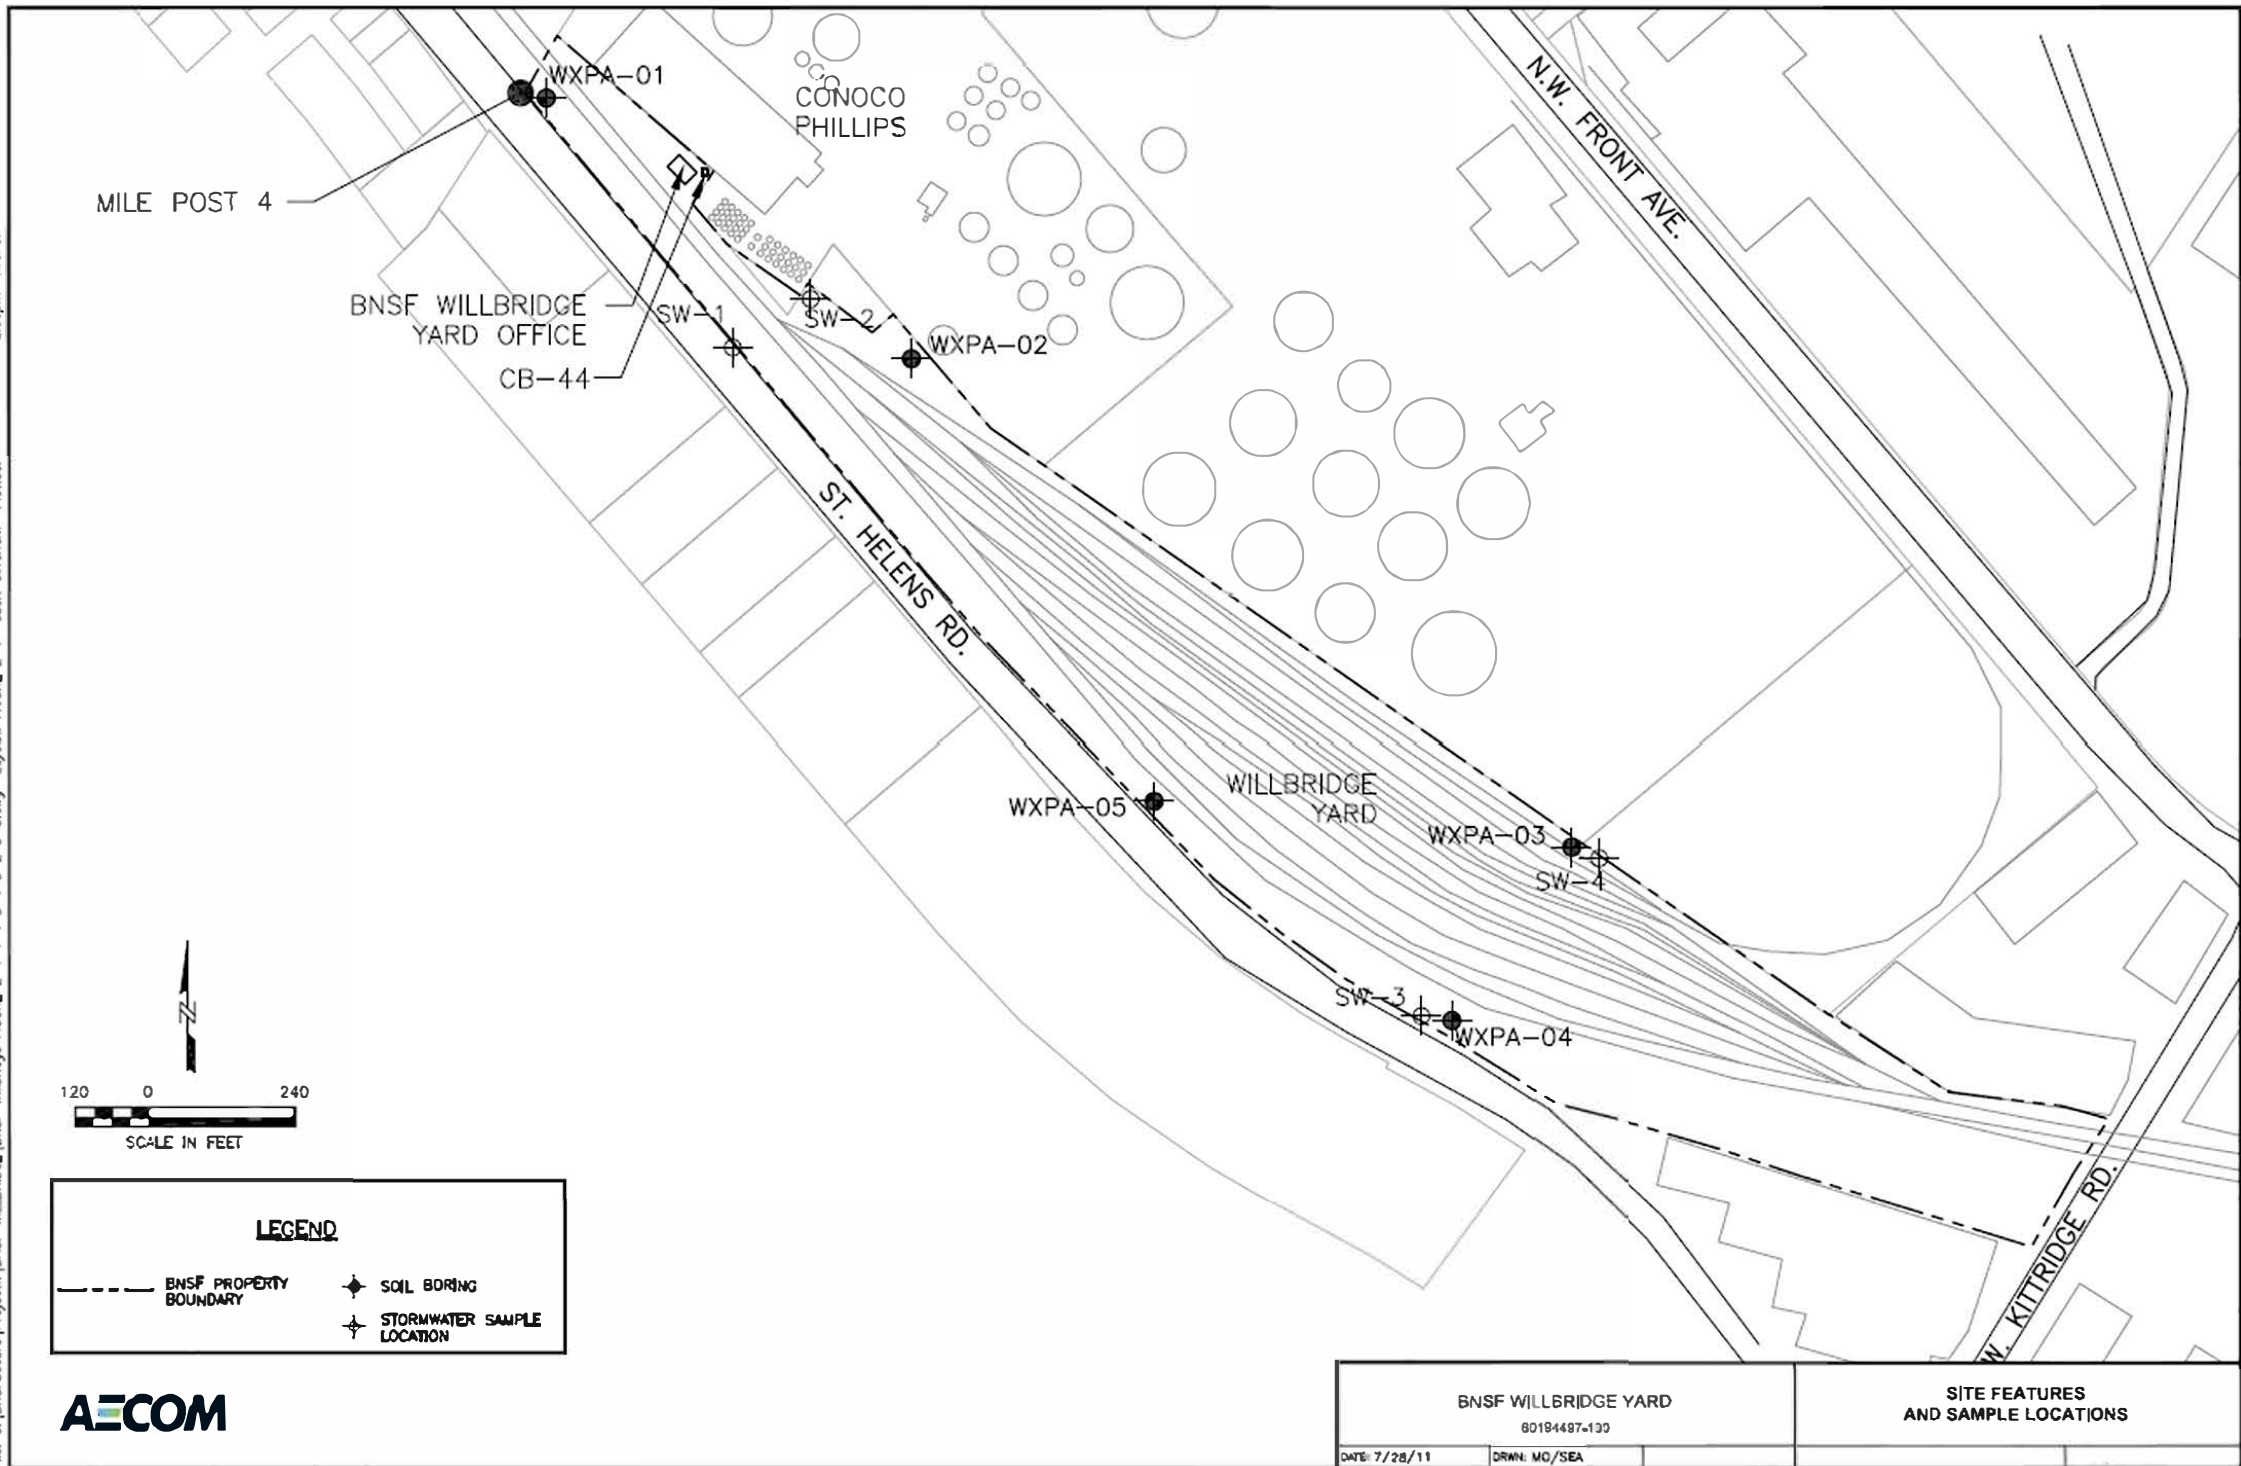 WXPA-01
CONOCO
PHILLIPS
N.W. FRONT AVE.
MILE POST 4
BNSF WILLBRIDGE
YARD OFFICE
CB-44
SW-1
SW-2
WXPA-02
ST. HELENS RD.
WILLBRIDGE
YARD
WXPA-05
WXPA-03
SW-4
SW-3
WXPA-04
N
120 0 240
SCALE IN FEET
LEGEND
BNSF PROPERTY
BOUNDARY
SOIL BORING
STORMWATER SAMPLE
LOCATION
W. KITTRIDGE RD.
AECOM
BNSF WILLBRIDGE YARD
60194497-130
DATE: 7/28/11
DRWN: MO/SEA
SITE FEATURES
AND SAMPLE LOCATIONS